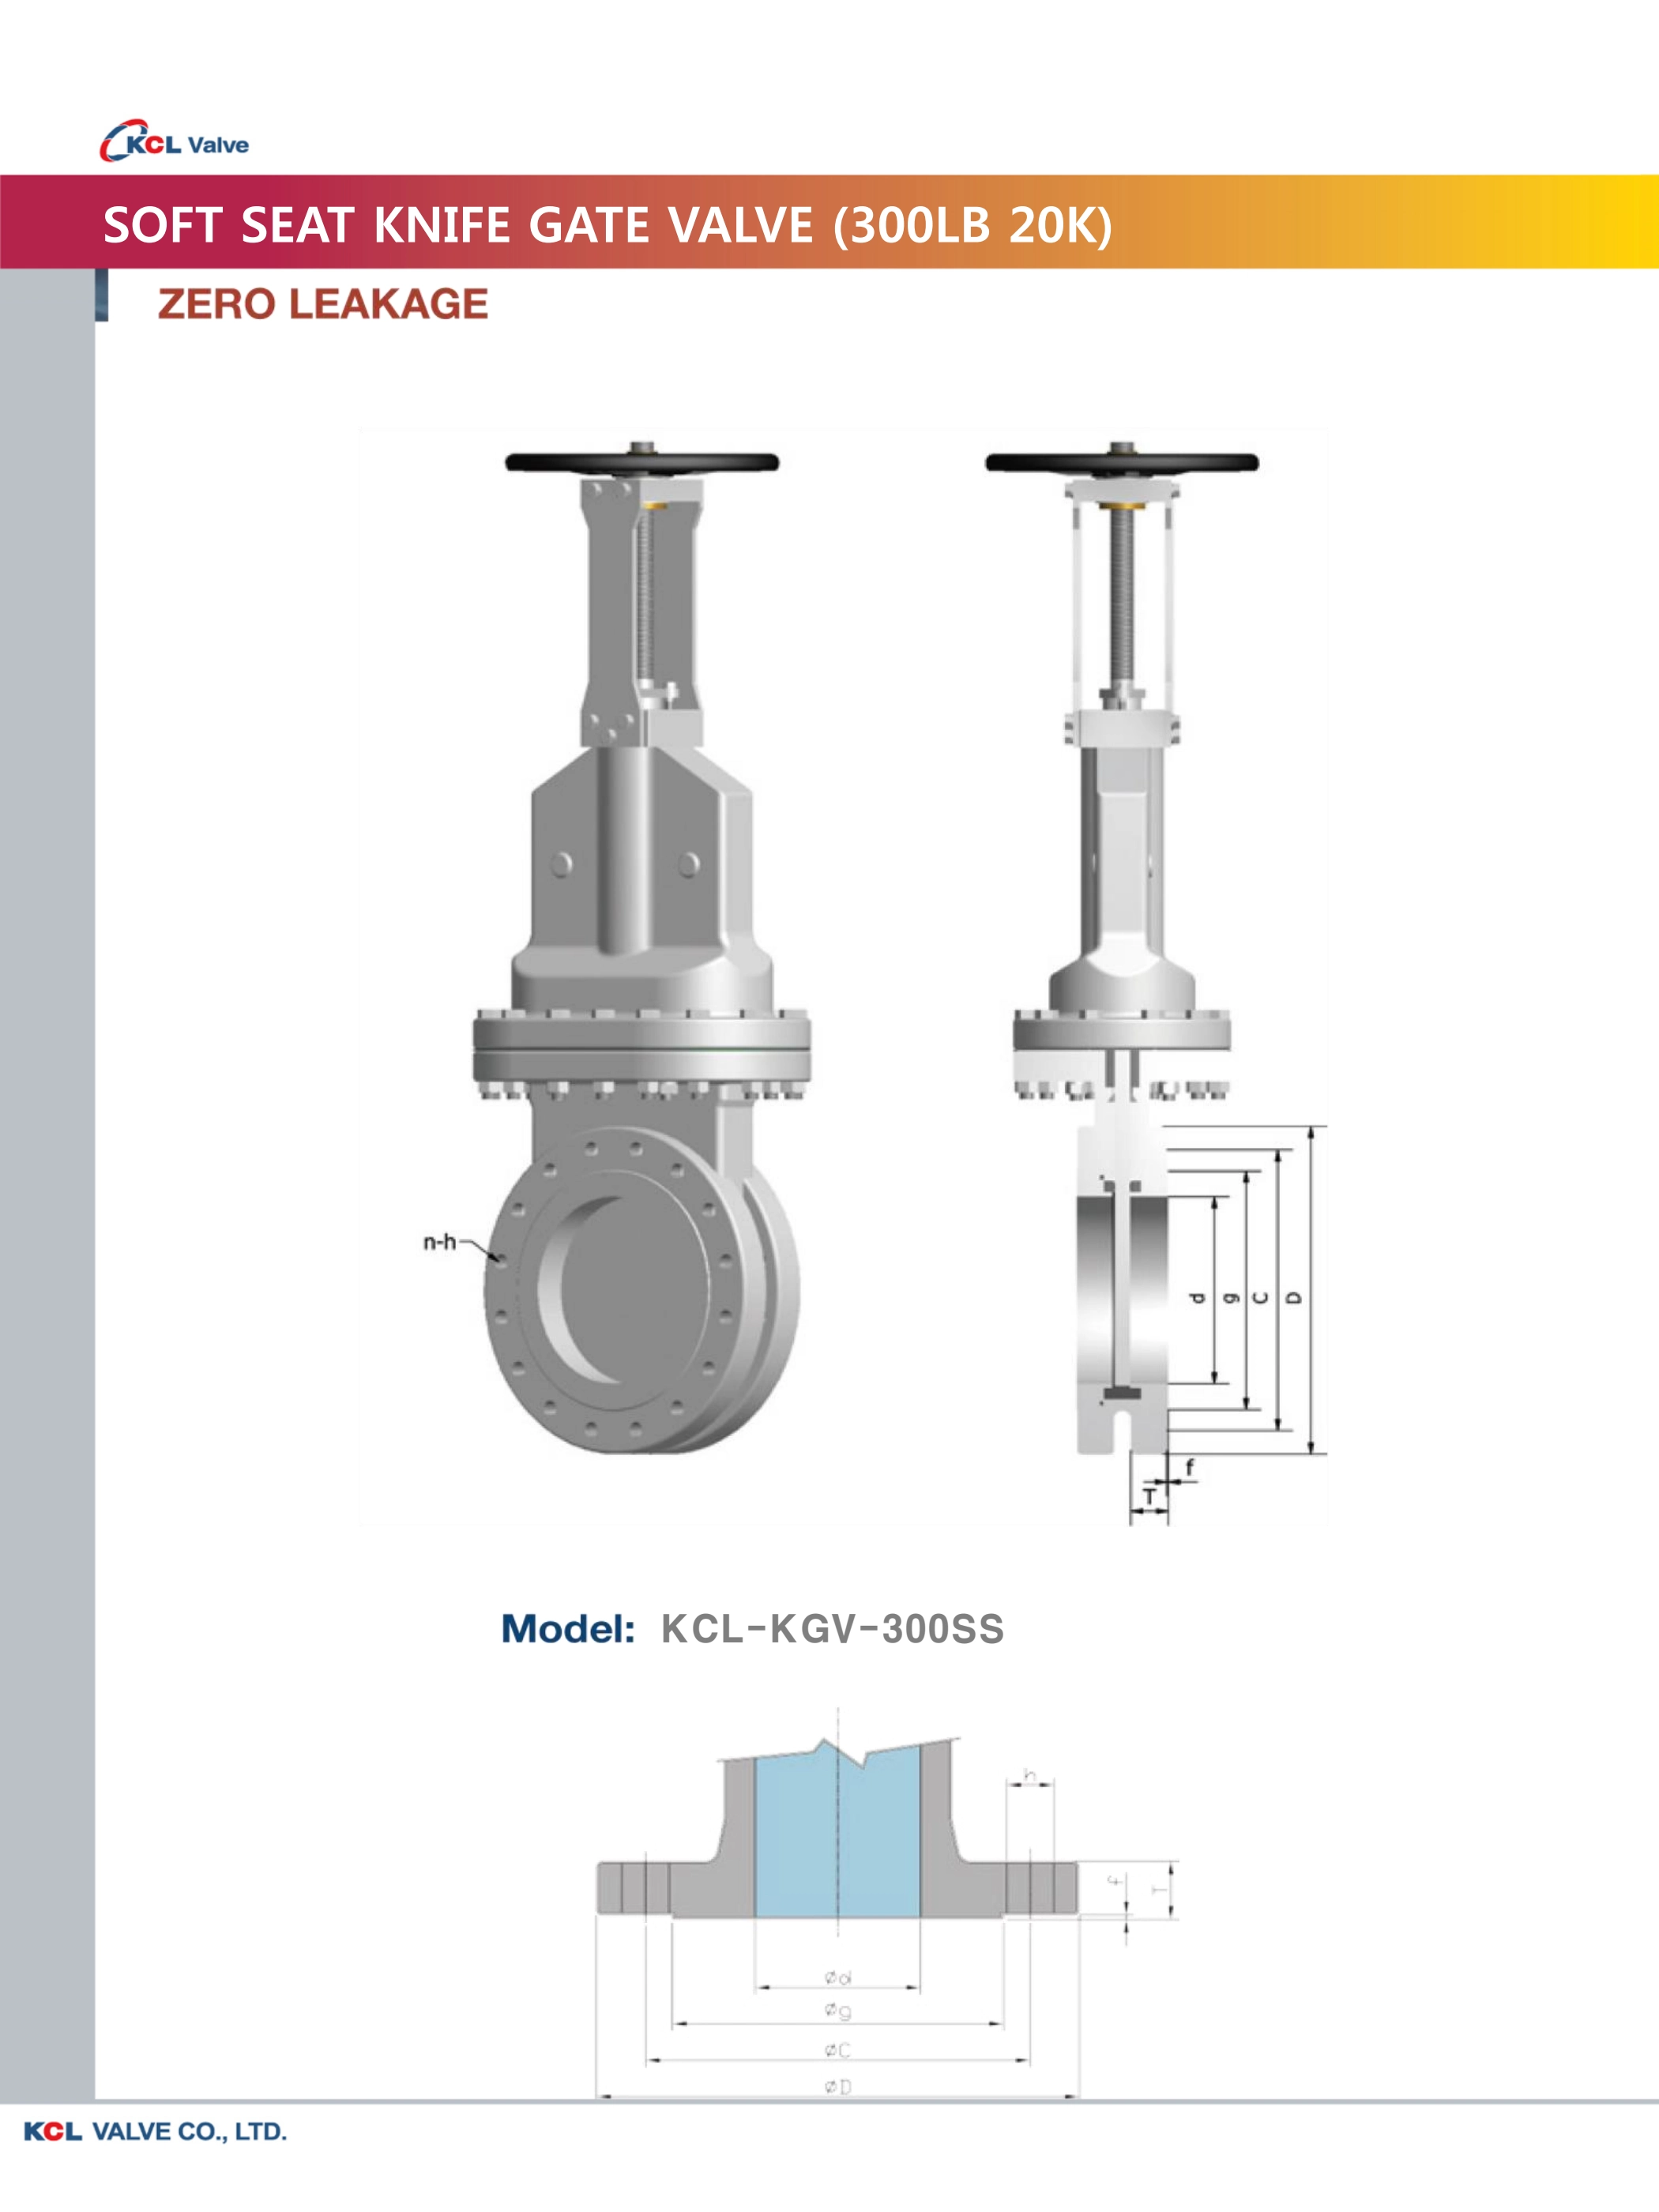 KCL Valve
SOFT SEAT KNIFE GATE VALVE (300LB 20K)
ZERO LEAKAGE
n-h
d
g
C
D
f
T
Model: KCL-KGV-300SS
h
f
T
Ød
Øg
ØC
ØD
KCL VALVE CO., LTD.